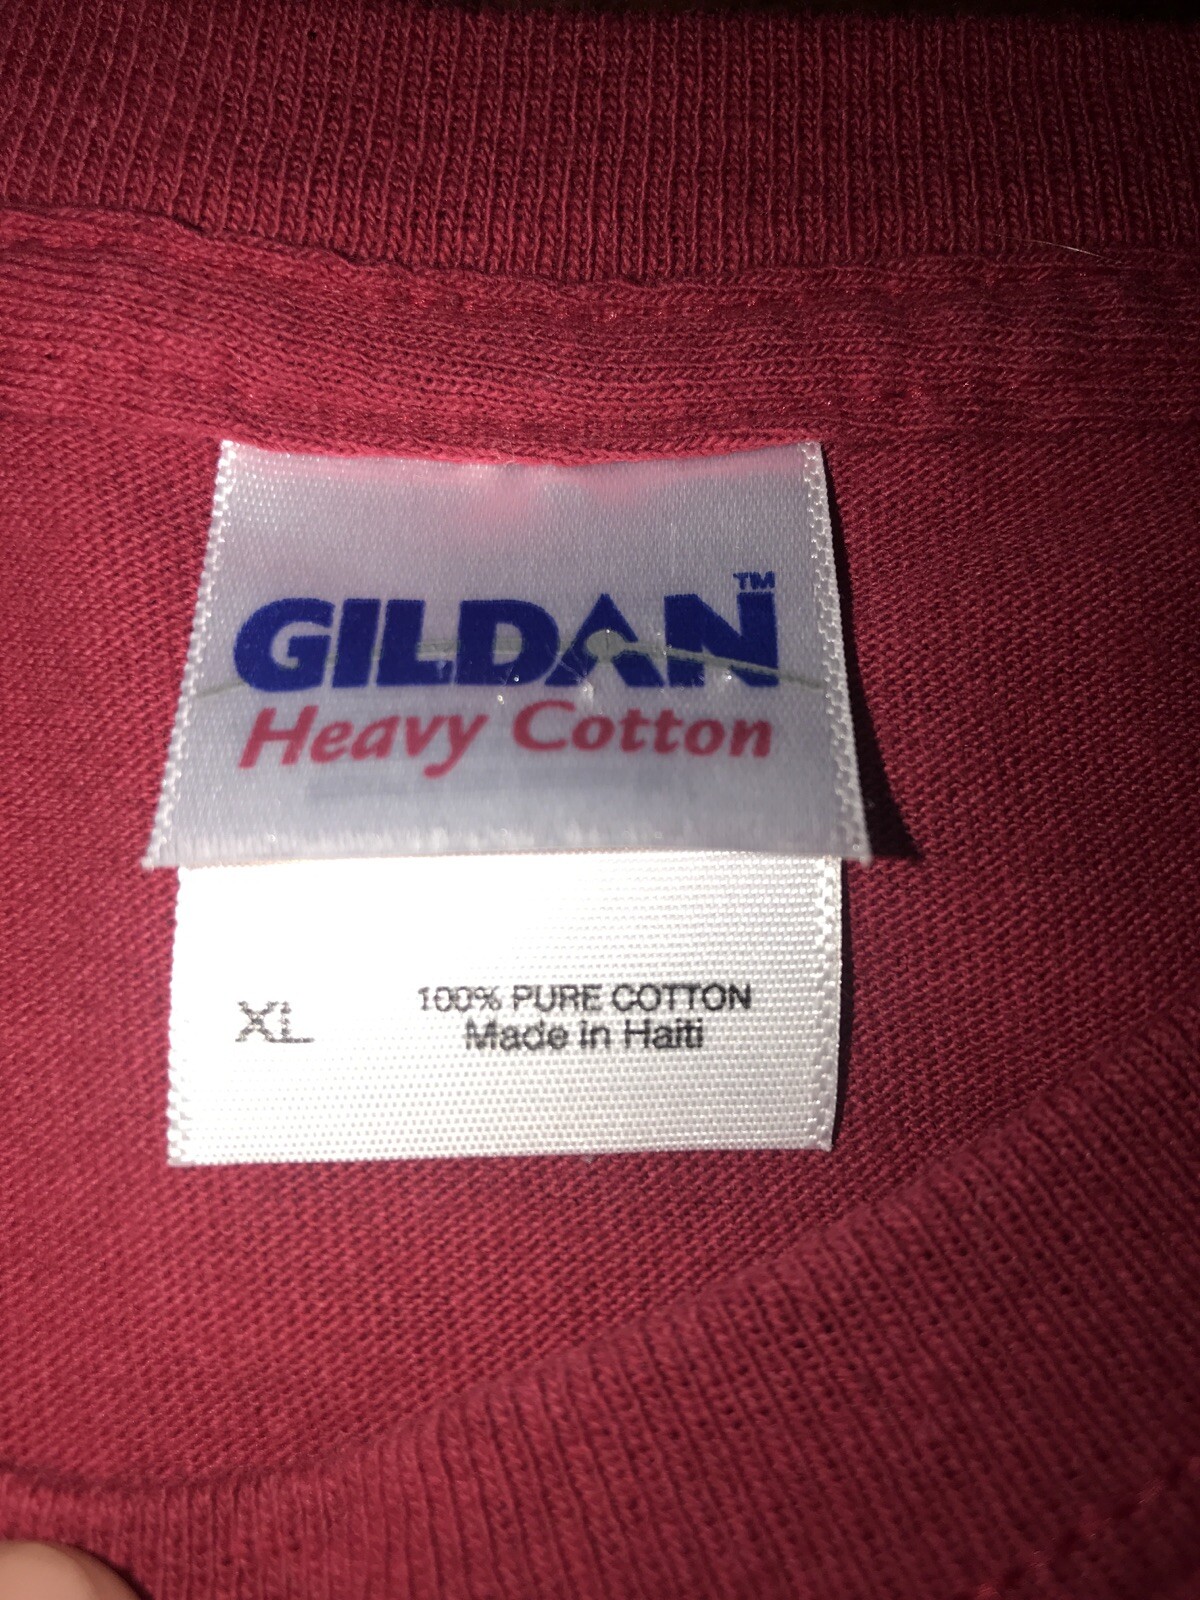 GILDAN™
Heavy Cotton
XL
100% PURE COTTON
Made in Haiti